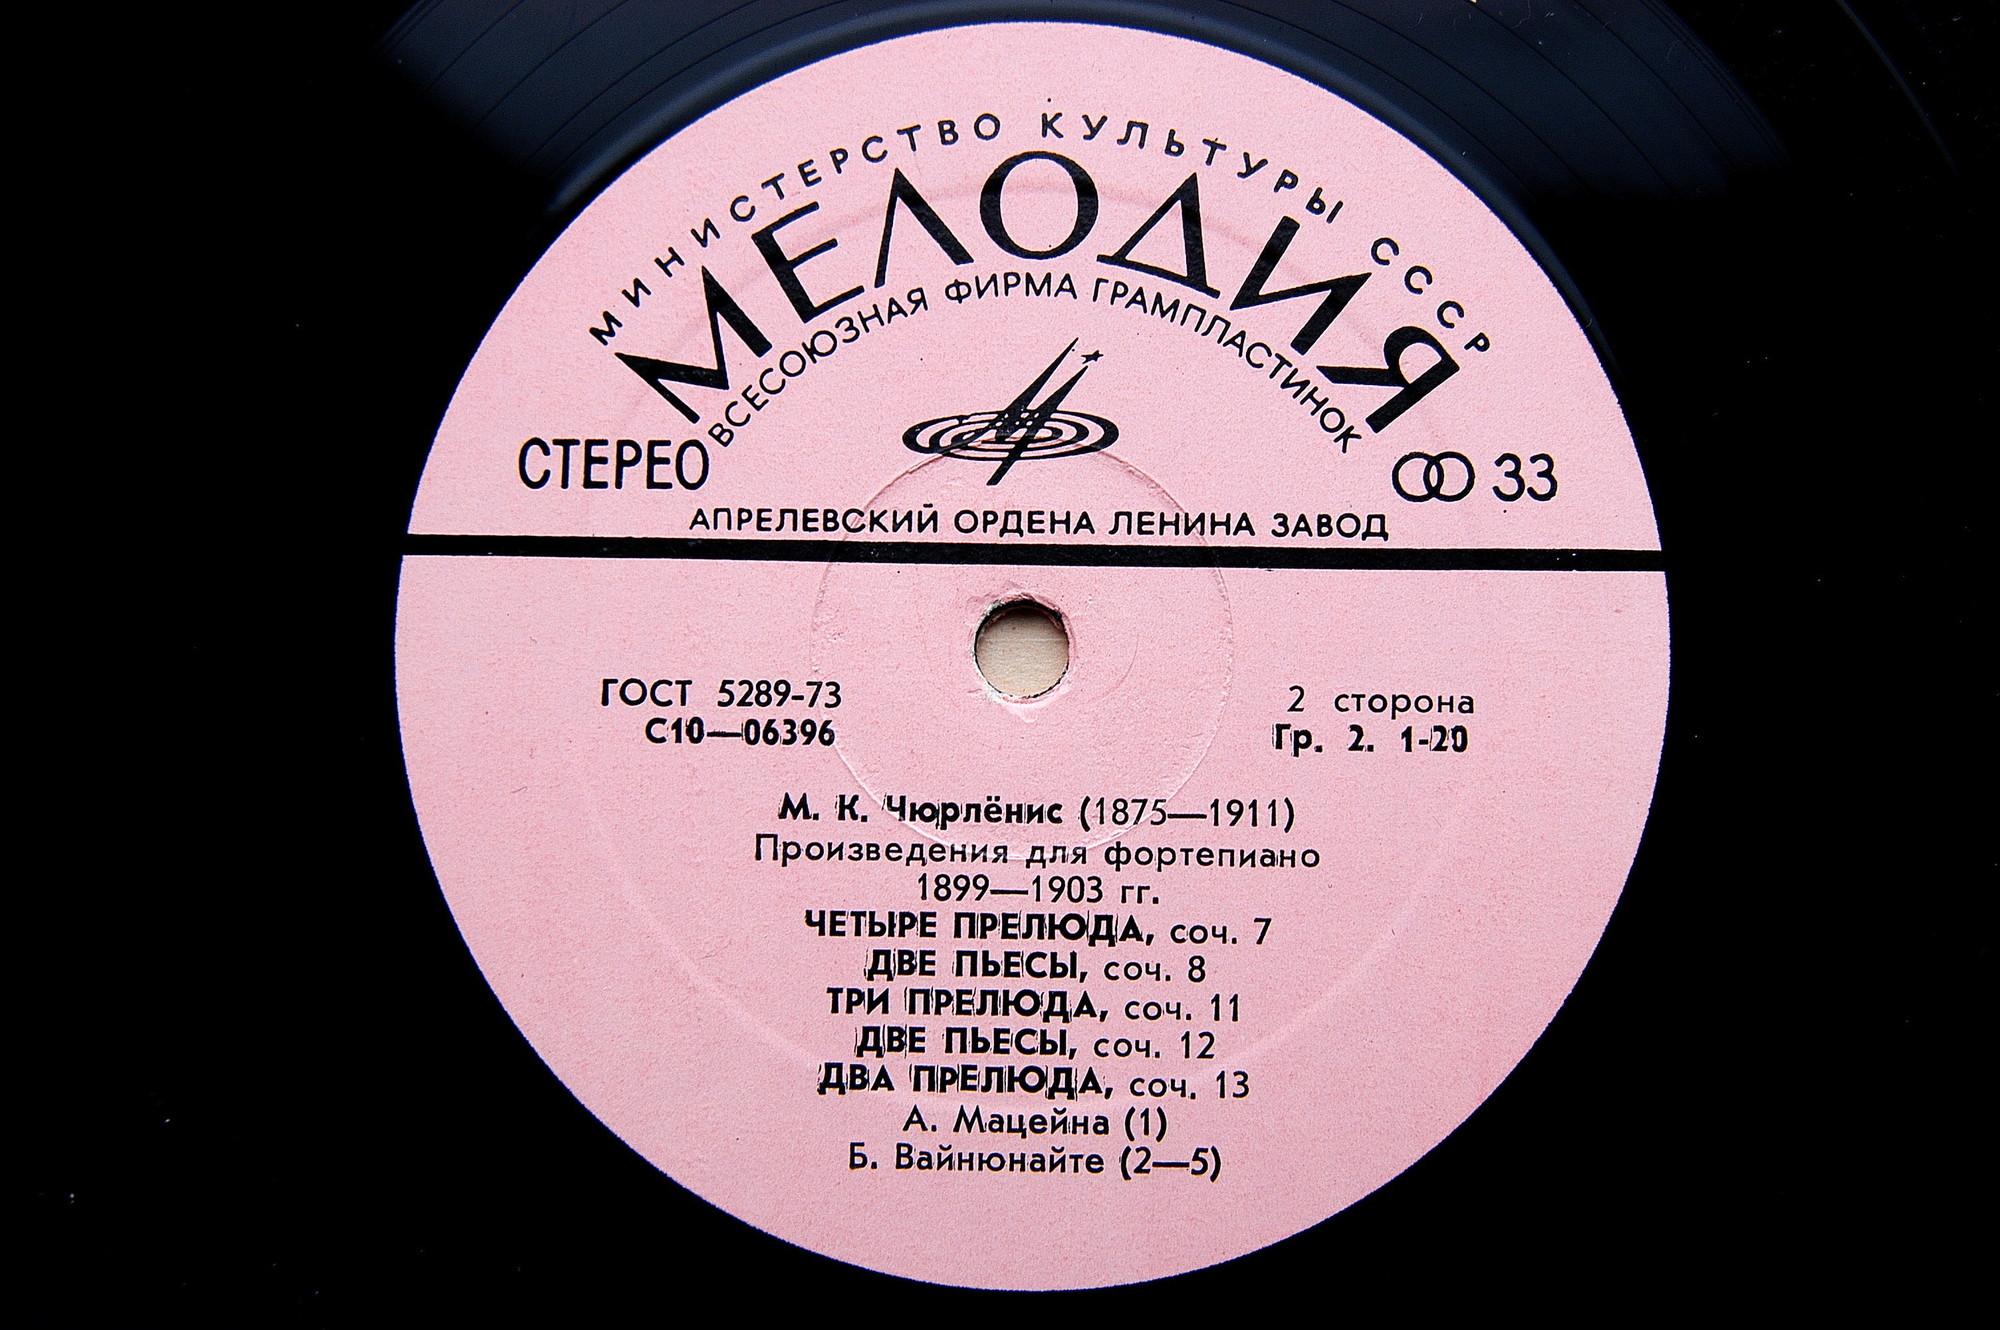 МИНИСТЕРСТВО КУЛЬТУРЫ СССР
МЕЛОДИЯ
ВСЕСОЮЗНАЯ ФИРМА ГРАМПЛАСТИНОК
СТЕРЕО
33
АПРЕЛЕВСКИЙ ОРДЕНА ЛЕНИНА ЗАВОД
ГОСТ 5289-73
С10—06396
2 сторона
Гр. 2. 1-20
М. К. Чюрлёнис (1875—1911)
Произведения для фортепиано
1899—1903 гг.
ЧЕТЫРЕ ПРЕЛЮДА, соч. 7
ДВЕ ПЬЕСЫ, соч. 8
ТРИ ПРЕЛЮДА, соч. 11
ДВЕ ПЬЕСЫ, соч. 12
ДВА ПРЕЛЮДА, соч. 13
А. Мацейна (1)
Б. Вайнюнайте (2—5)